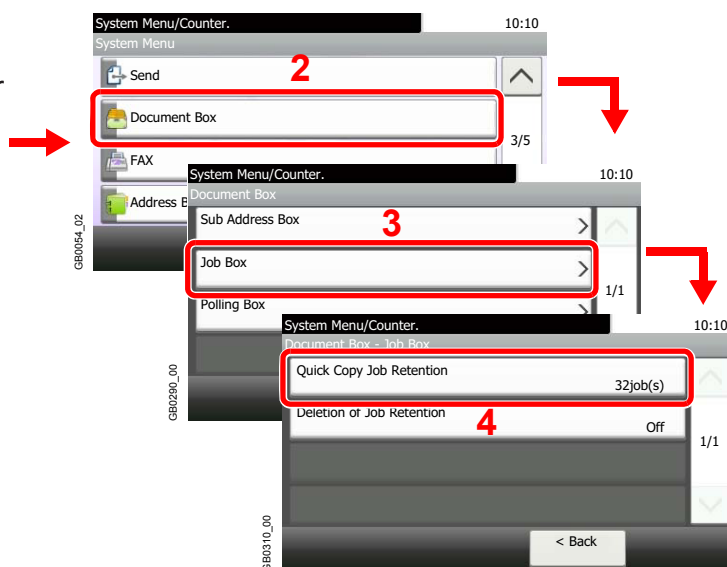 r
System Menu/Counter. 10:10
System Menu
Send
2
Document Box
3/5
FAX
Address B
GB0054_02
System Menu/Counter. 10:10
Document Box
Sub Address Box
3
Job Box
1/1
Polling Box
GB0290_00
System Menu/Counter. 10:10
Document Box - Job Box
Quick Copy Job Retention
32job(s)
Deletion of Job Retention
4
Off
1/1
GB0310_00
< Back